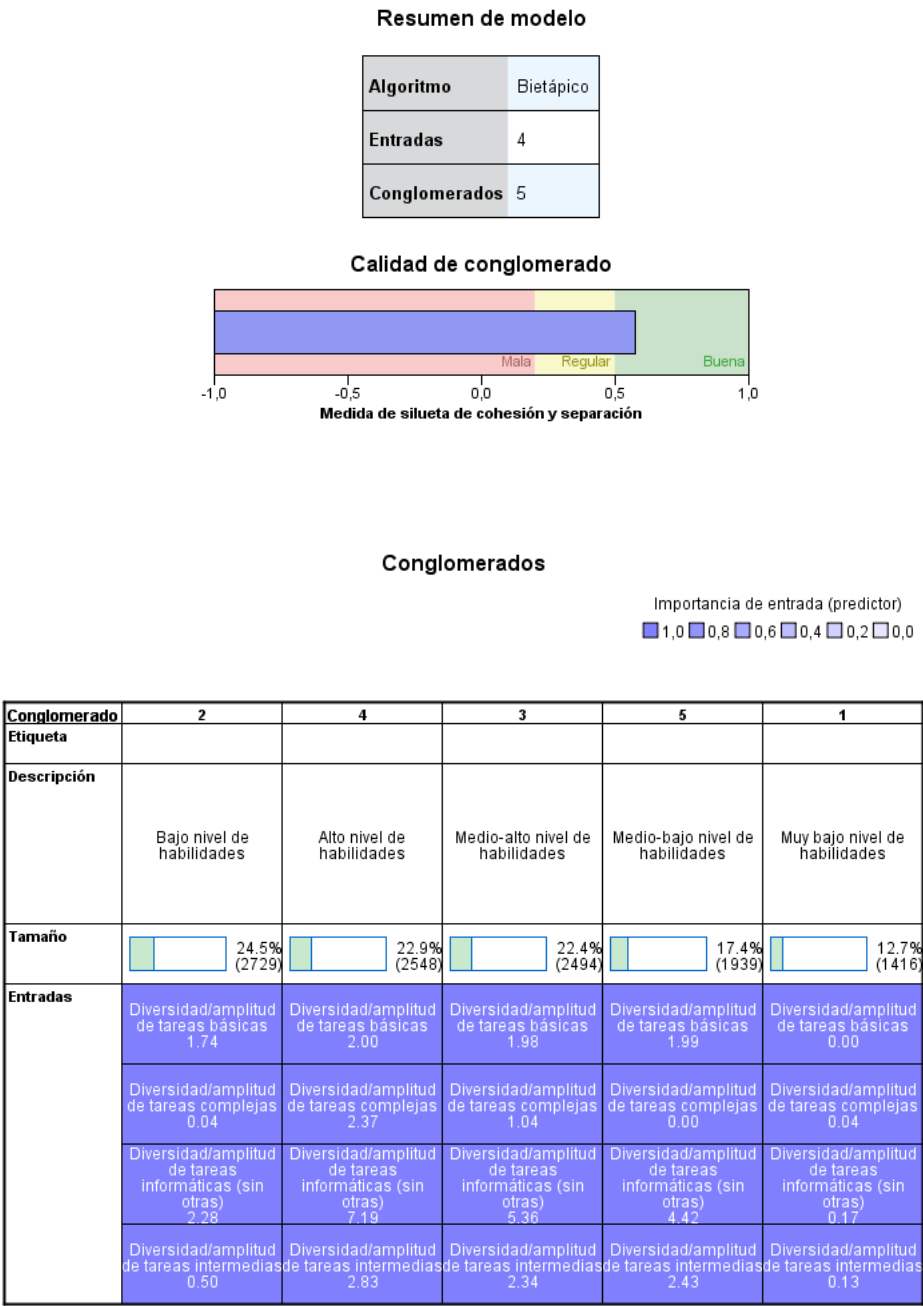 Resumen de modelo
Algoritmo Bietápico
Entradas 4
Conglomerados 5
Calidad de conglomerado
Mala Regular Buena
-1,0 -0,5 0,0 0,5 1,0
Medida de silueta de cohesión y separación
Conglomerados
Importancia de entrada (predictor)
1,0 0,8 0,6 0,4 0,2 0,0
Conglomerado 2 4 3 5 1
Etiqueta
Descripción
Bajo nivel de Alto nivel de Medio-alto nivel de Medio-bajo nivel de Muy bajo nivel de
habilidades habilidades habilidades habilidades habilidades
Tamaño
24.5% 22.9% 22.4% 17.4% 12.7%
(2729) (2548) (2494) (1939) (1416)
Entradas
Diversidad/amplitud Diversidad/amplitud Diversidad/amplitud Diversidad/amplitud Diversidad/amplitud
de tareas básicas de tareas básicas de tareas básicas de tareas básicas de tareas básicas
1.74 2.00 1.98 1.99 0.00
Diversidad/amplitud Diversidad/amplitud Diversidad/amplitud Diversidad/amplitud Diversidad/amplitud
de tareas complejas de tareas complejas de tareas complejas de tareas complejas de tareas complejas
0.04 2.37 1.04 0.00 0.04
Diversidad/amplitud Diversidad/amplitud Diversidad/amplitud Diversidad/amplitud Diversidad/amplitud
de tareas de tareas de tareas de tareas de tareas
informáticas (sin informáticas (sin informáticas (sin informáticas (sin informáticas (sin
otras) otras) otras) otras) otras)
2.28 7.19 5.36 4.42 0.17
Diversidad/amplitud Diversidad/amplitud Diversidad/amplitud Diversidad/amplitud Diversidad/amplitud
de tareas intermedias de tareas intermedias de tareas intermedias de tareas intermedias de tareas intermedias
0.50 2.83 2.34 2.43 0.13